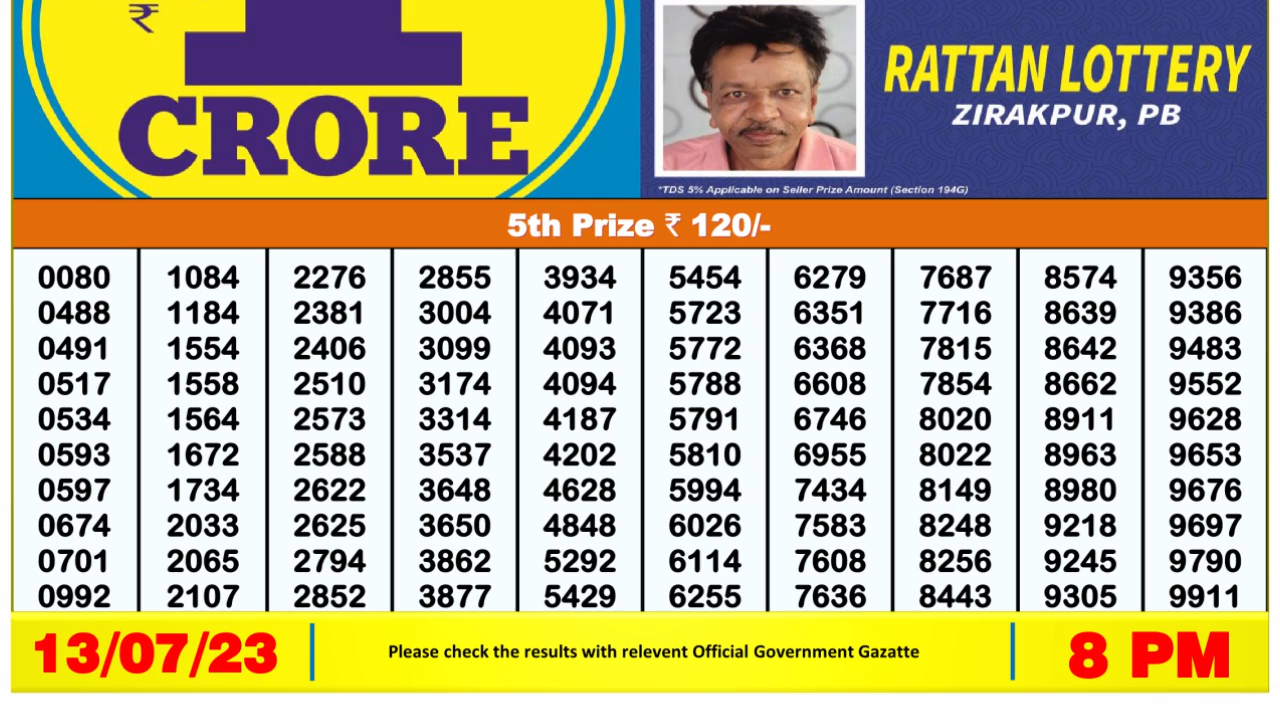 ₹
1
CRORE
RATTAN LOTTERY
ZIRAKPUR, PB
*TDS 5% Applicable on Seller Prize Amount (Section 194G)
5th Prize ₹ 120/-
0080 1084 2276 2855 3934 5454 6279 7687 8574 9356
0488 1184 2381 3004 4071 5723 6351 7716 8639 9386
0491 1554 2406 3099 4093 5772 6368 7815 8642 9483
0517 1558 2510 3174 4094 5788 6608 7854 8662 9552
0534 1564 2573 3314 4187 5791 6746 8020 8911 9628
0593 1672 2588 3537 4202 5810 6955 8022 8963 9653
0597 1734 2622 3648 4628 5994 7434 8149 8980 9676
0674 2033 2625 3650 4848 6026 7583 8248 9218 9697
0701 2065 2794 3862 5292 6114 7608 8256 9245 9790
0992 2107 2852 3877 5429 6255 7636 8443 9305 9911
13/07/23
Please check the results with relevent Official Government Gazatte
8 PM